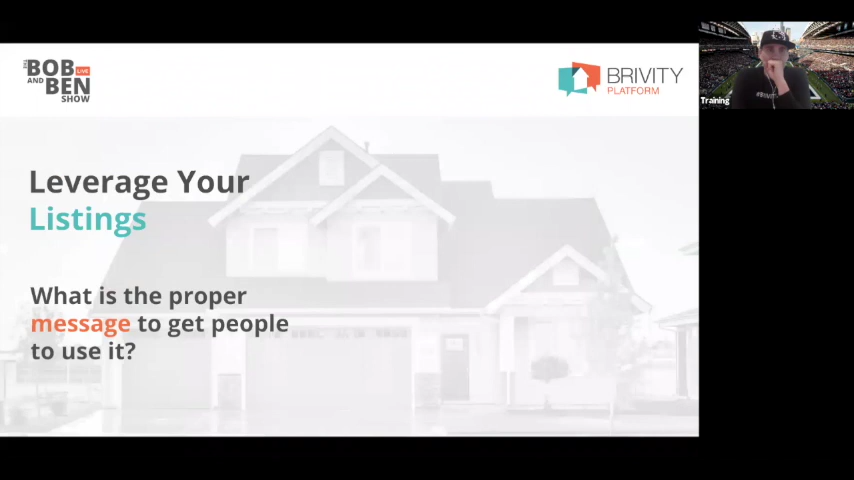 THE
BOB LIVE
AND BEN
SHOW
BRIVITY
PLATFORM
Training
Leverage Your
Listings
What is the proper
message to get people
to use it?